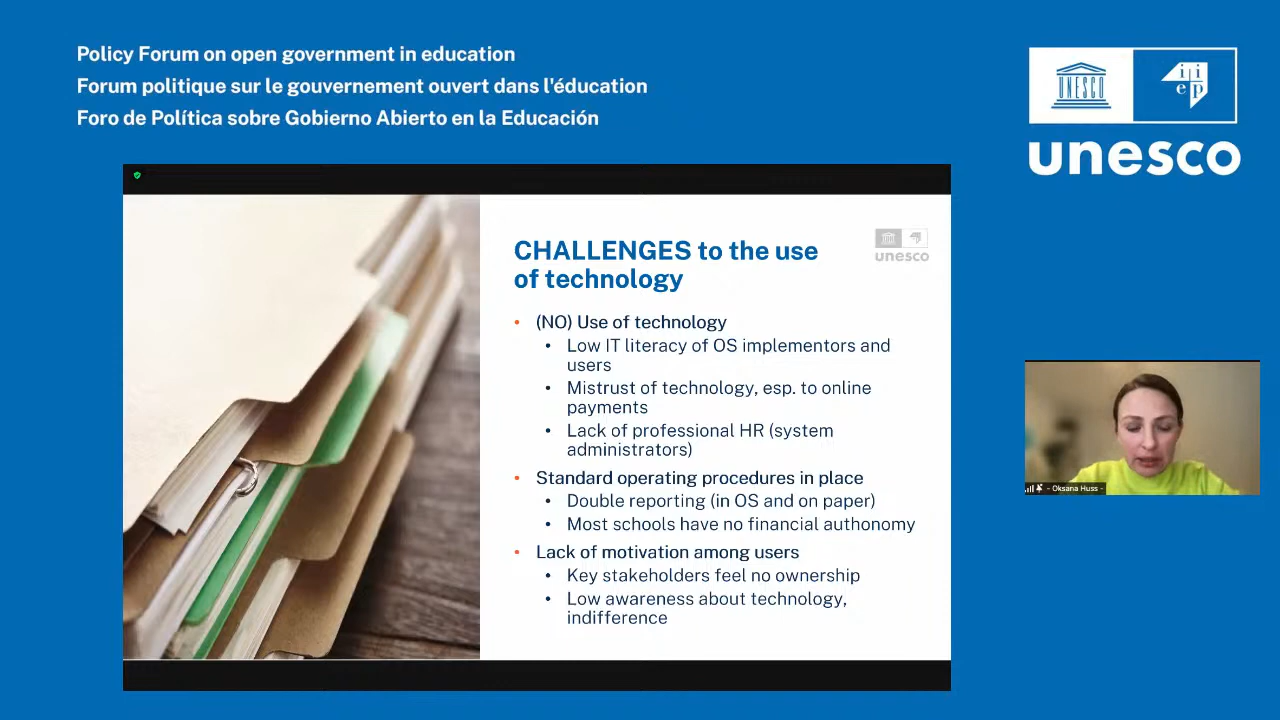 Policy Forum on open government in education
Forum politique sur le gouvernement ouvert dans l'éducation
Foro de Política sobre Gobierno Abierto en la Educación
UNESCO
i i
e p
unesco
CHALLENGES to the use
of technology
unesco
• (NO) Use of technology
• Low IT literacy of OS implementors and
users
• Mistrust of technology, esp. to online
payments
• Lack of professional HR (system
administrators)
• Standard operating procedures in place
• Double reporting (in OS and on paper)
• Most schools have no financial authonomy
• Lack of motivation among users
• Key stakeholders feel no ownership
• Low awareness about technology,
indifference
- Oksana Huss -